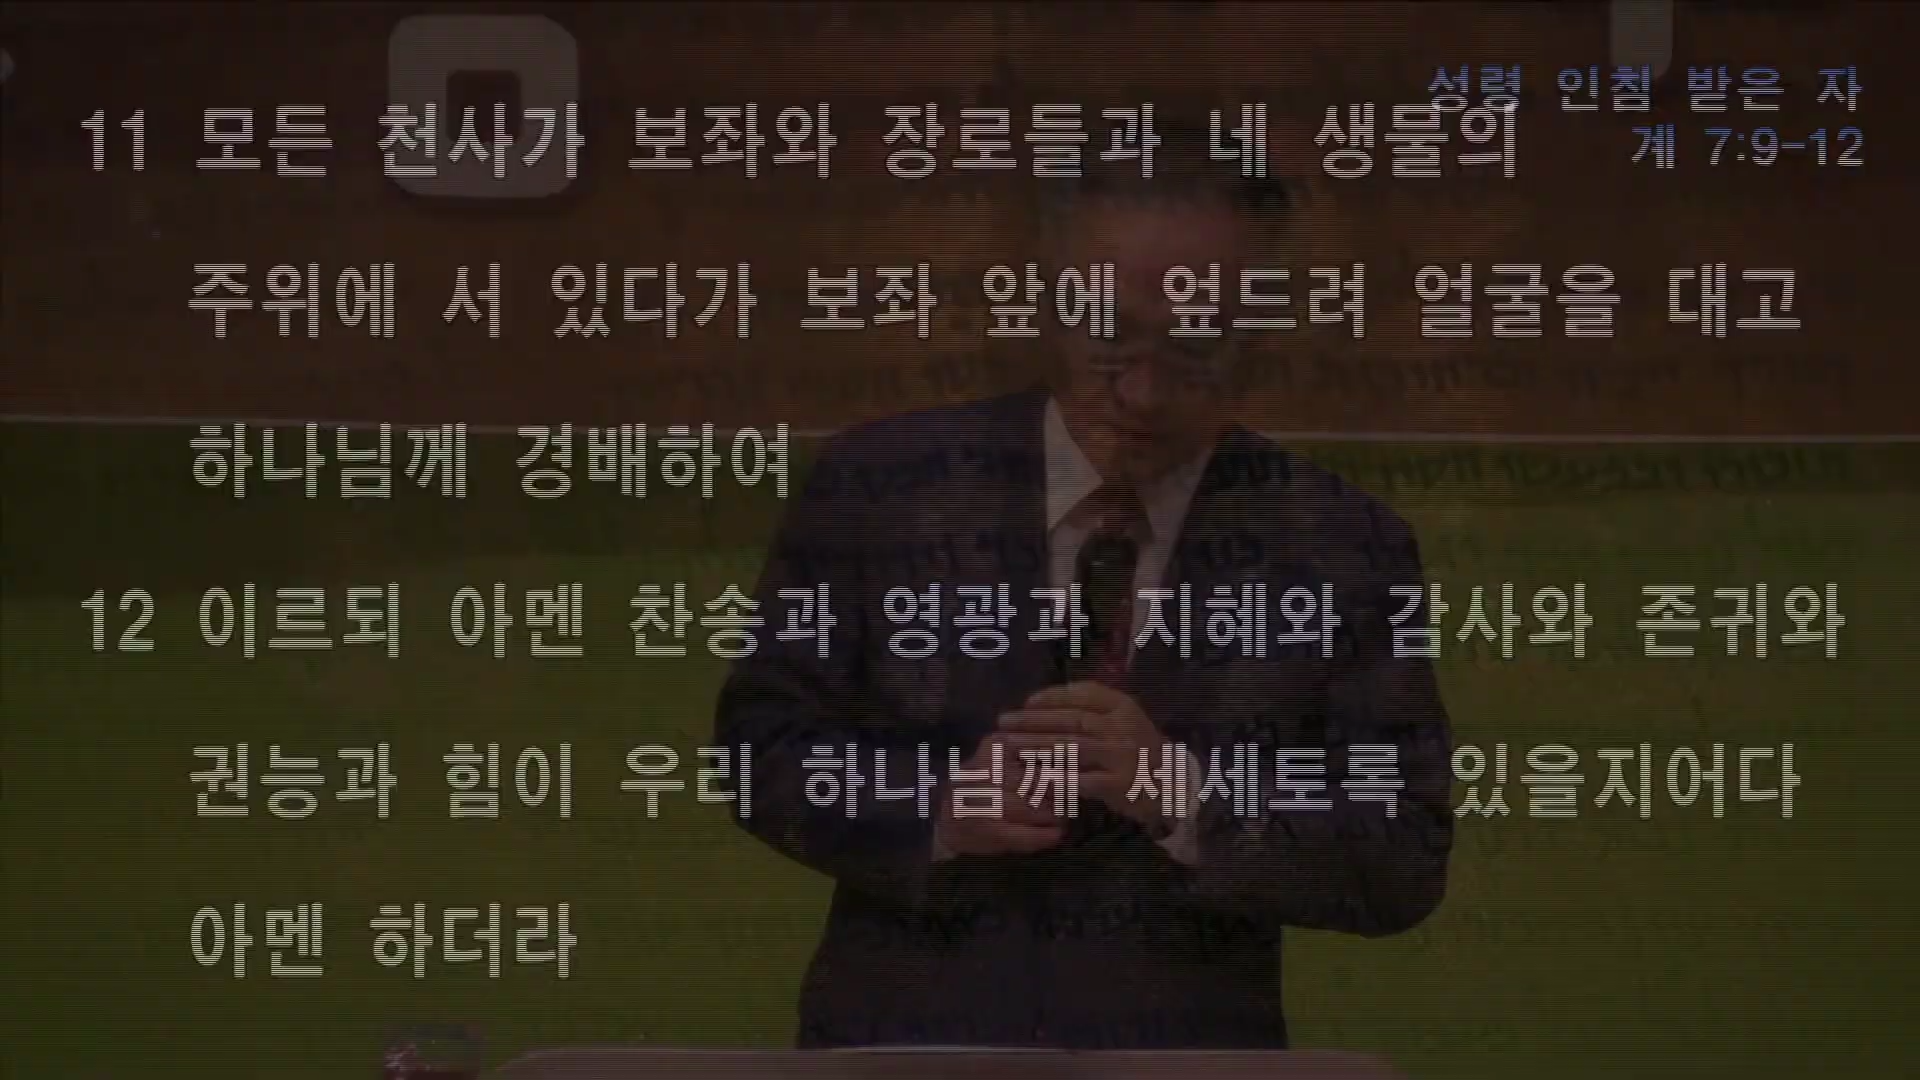 성령 인침 받은 자
계 7:9-12
11 모든 천사가 보좌와 장로들과 네 생물의
주위에 서 있다가 보좌 앞에 엎드려 얼굴을 대고
하나님께 경배하여
12 이르되 아멘 찬송과 영광과 지혜와 감사와 존귀와
권능과 힘이 우리 하나님께 세세토록 있을지어다
아멘 하더라